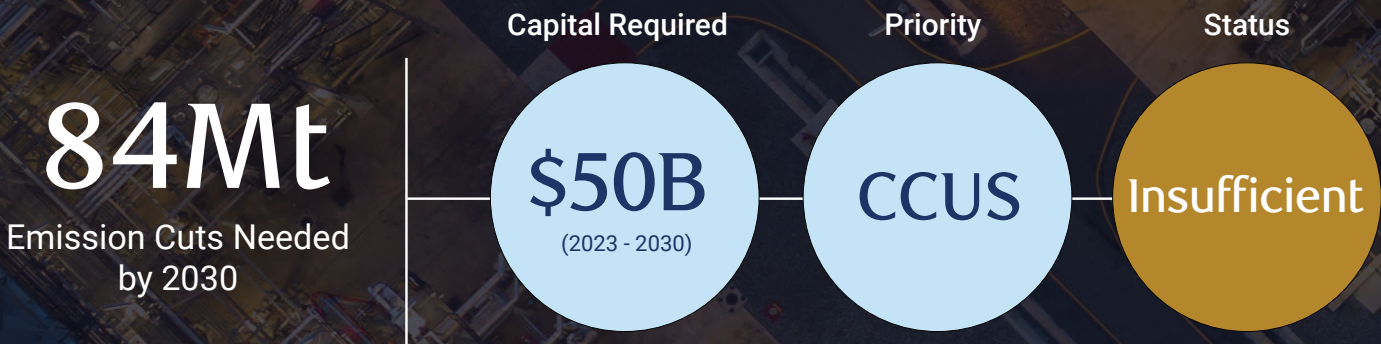 84Mt
Emission Cuts Needed
by 2030
Capital Required
$50B
(2023 - 2030)
Priority
CCUS
Status
Insufficient